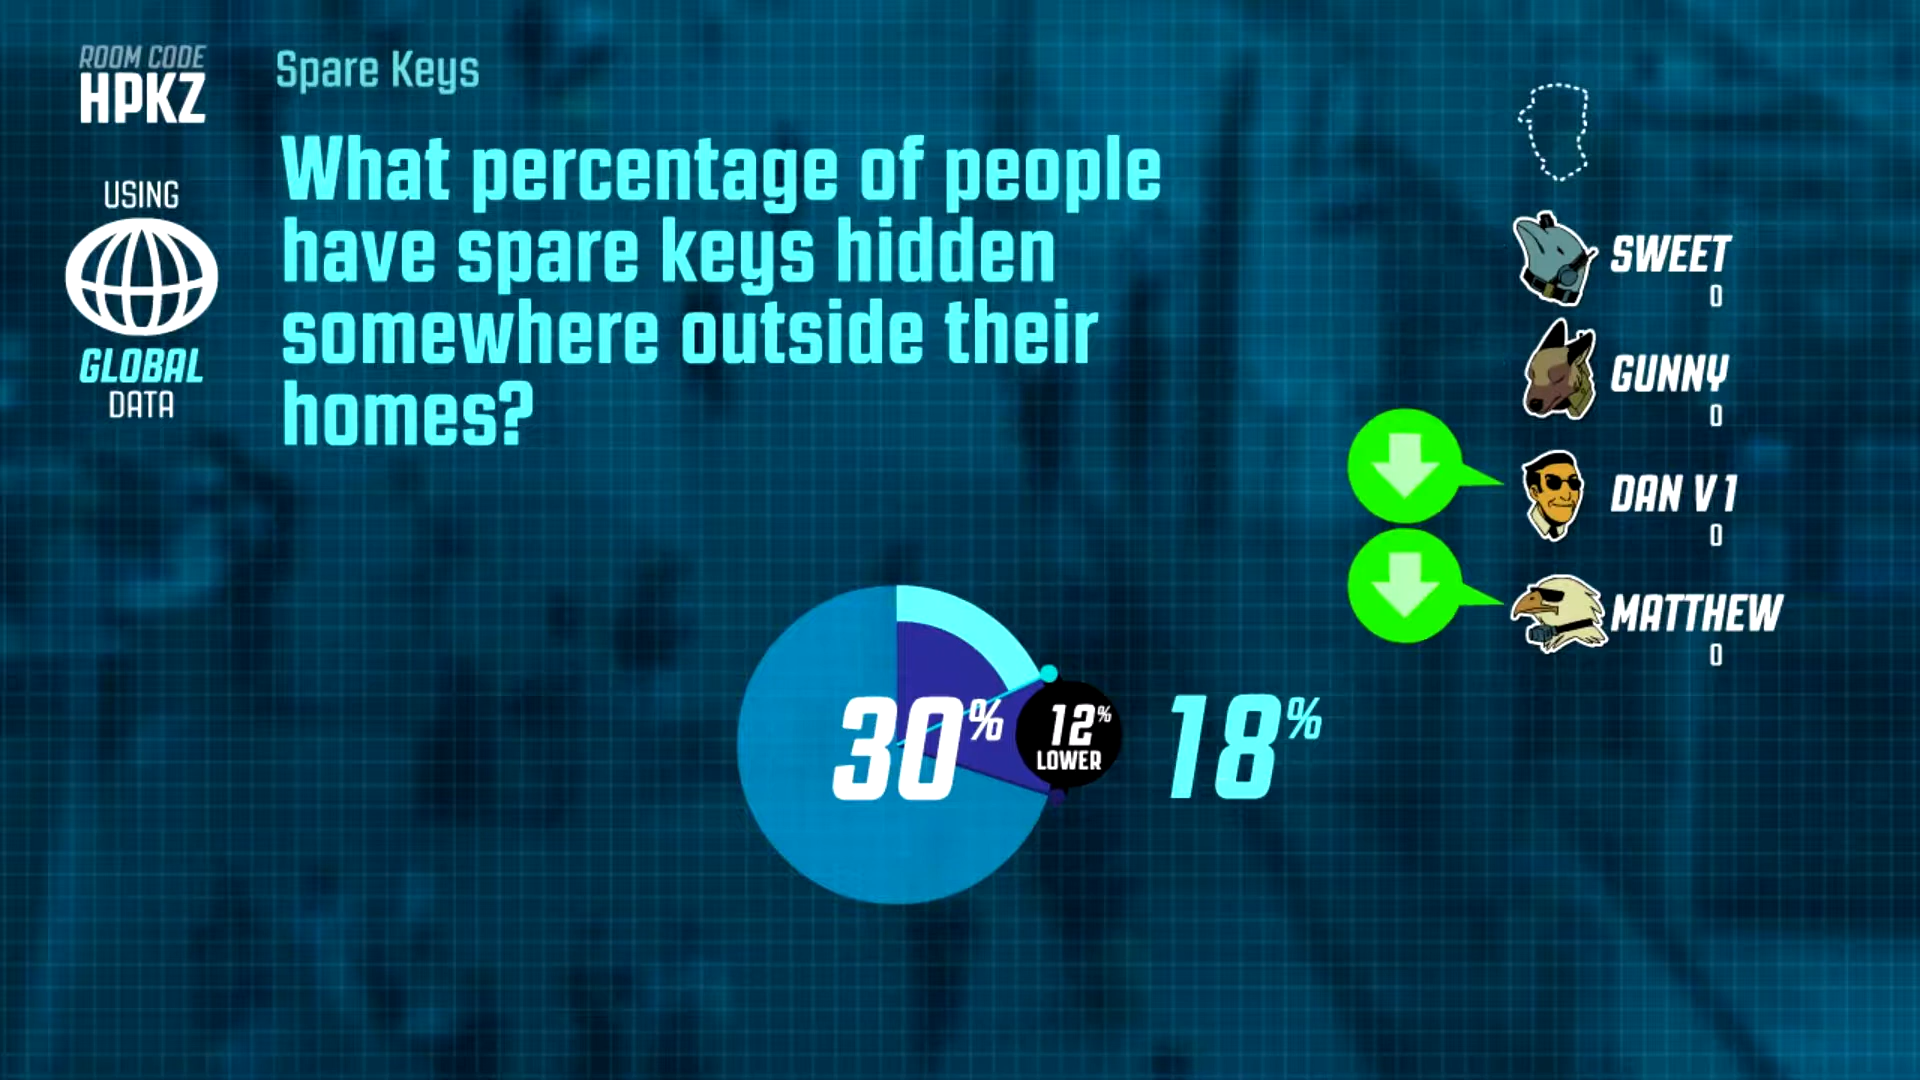 ROOM CODE
HPKZ
USING
GLOBAL
DATA
Spare Keys
What percentage of people
have spare keys hidden
somewhere outside their
homes?
30%
12%
LOWER
18%
SWEET
0
GUNNY
0
DAN V 1
0
MATTHEW
0